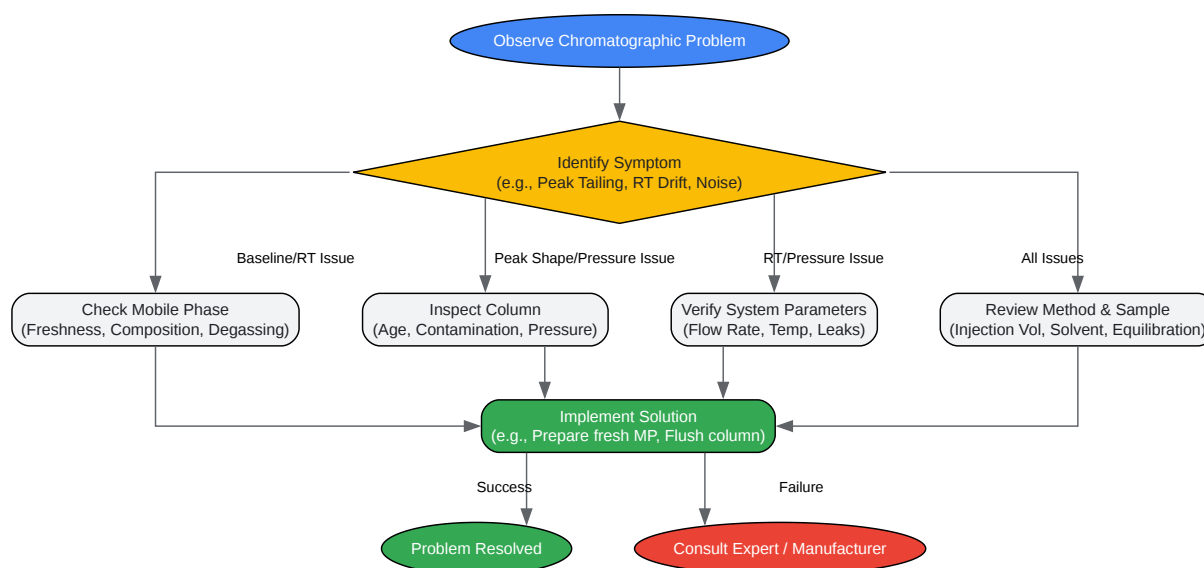 Observe Chromatographic Problem
Identify Symptom
(e.g., Peak Tailing, RT Drift, Noise)
Baseline/RT Issue
Peak Shape/Pressure Issue
RT/Pressure Issue
All Issues
Check Mobile Phase
(Freshness, Composition, Degassing)
Inspect Column
(Age, Contamination, Pressure)
Verify System Parameters
(Flow Rate, Temp, Leaks)
Review Method & Sample
(Injection Vol, Solvent, Equilibration)
Implement Solution
(e.g., Prepare fresh MP, Flush column)
Success
Failure
Problem Resolved
Consult Expert / Manufacturer